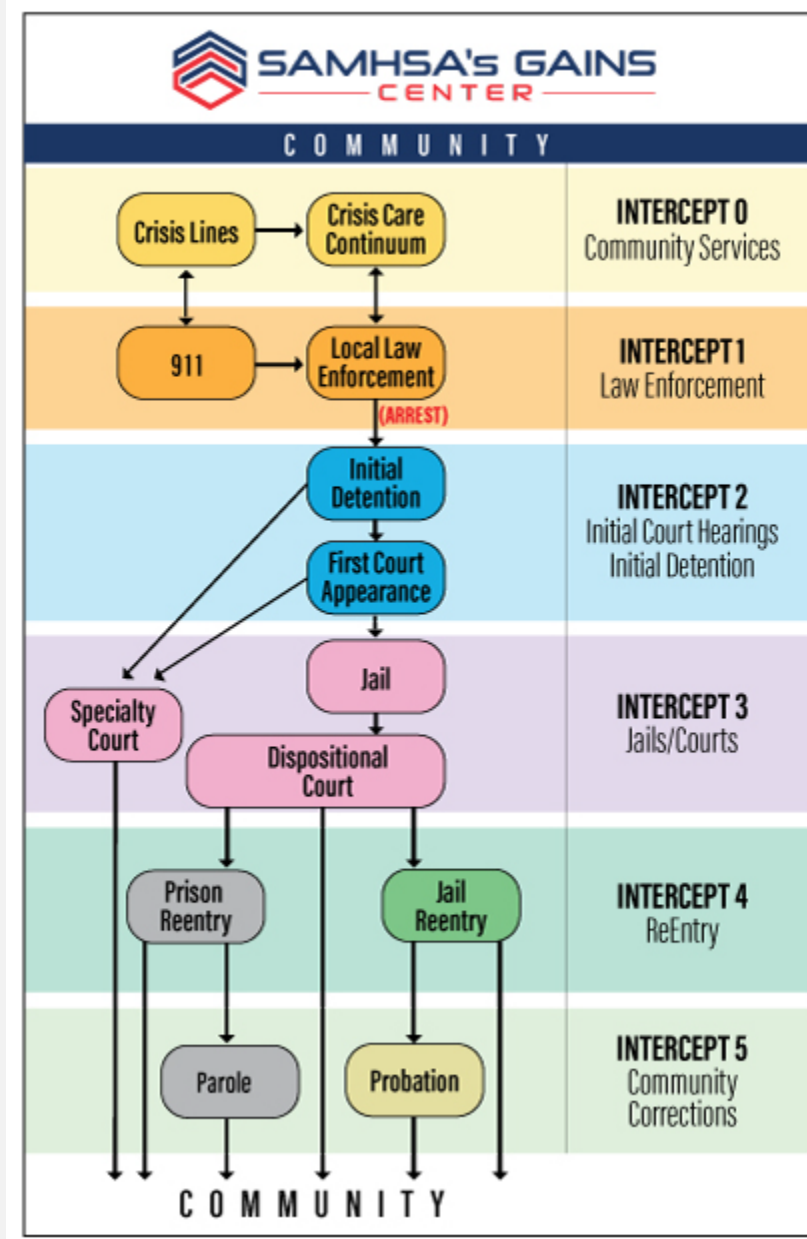 SAMHSA's GAINS
CENTER
COMMUNITY
Crisis Lines
Crisis Care
Continuum
INTERCEPT 0
Community Services
911
Local Law
Enforcement
(ARREST)
INTERCEPT 1
Law Enforcement
Initial
Detention
First Court
Appearance
INTERCEPT 2
Initial Court Hearings
Initial Detention
Jail
Specialty
Court
Dispositional
Court
INTERCEPT 3
Jails/Courts
Prison
Reentry
Jail
Reentry
INTERCEPT 4
ReEntry
Parole
Probation
INTERCEPT 5
Community
Corrections
COMMUNITY